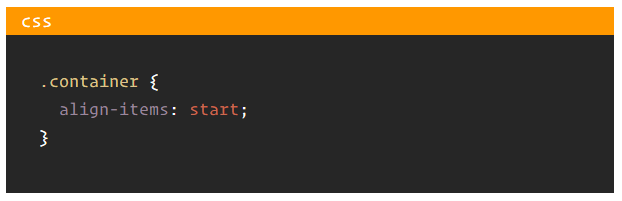 css
.container {
  align-items: start;
}